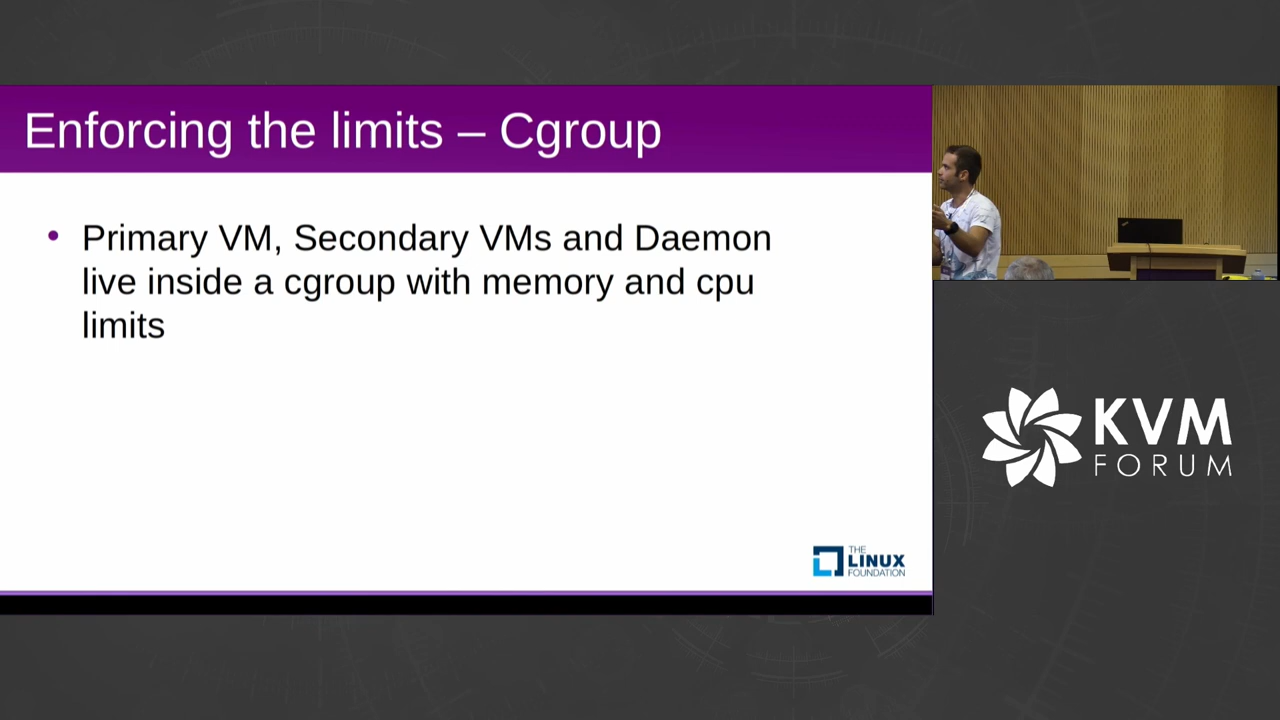 Enforcing the limits – Cgroup
• Primary VM, Secondary VMs and Daemon
live inside a cgroup with memory and cpu
limits
THE
LINUX
FOUNDATION
KVM
FORUM